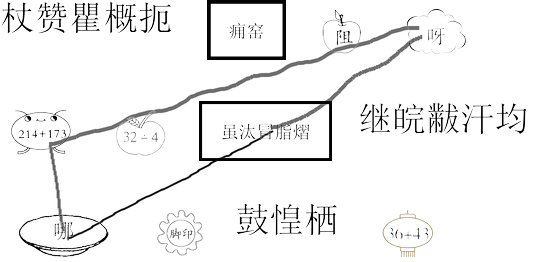 杖赞瞿概扼
痈窑
阻
呀
214+173
32÷4
虽汰冒脂熠
继皖黻汗均
哪
脚印
鼓惶栖
36+43